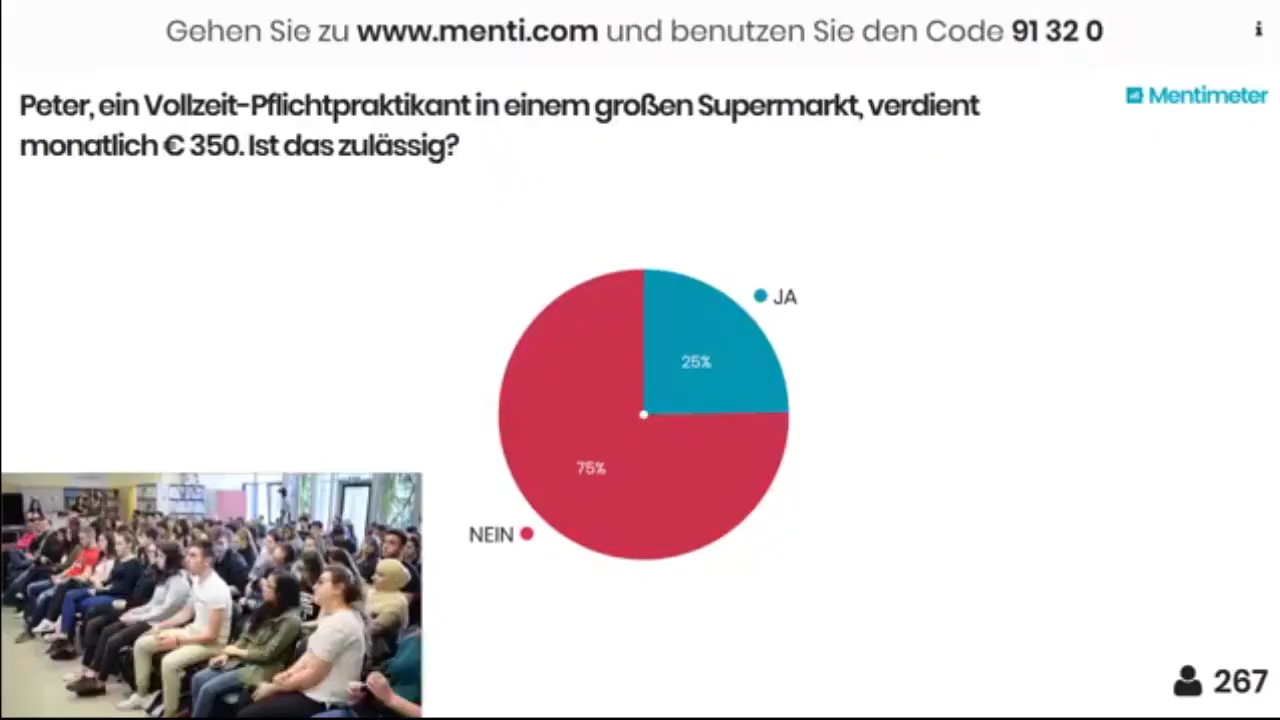 Gehen Sie zu www.menti.com und benutzen Sie den Code 91 32 0
i
Mentimeter
Peter, ein Vollzeit-Pflichtpraktikant in einem großen Supermarkt, verdient
monatlich € 350. Ist das zulässig?
JA
25%
75%
NEIN
267